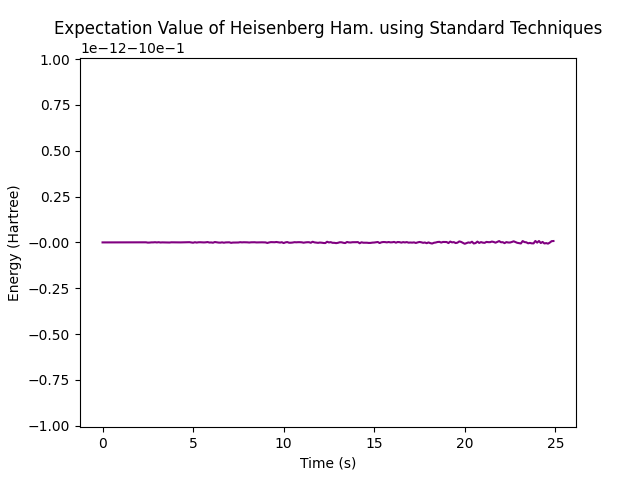 Expectation Value of Heisenberg Ham. using Standard Techniques
1e−12−10e−1
1.00
0.75
0.50
0.25
−0.00
−0.25
−0.50
−0.75
−1.00
Energy (Hartree)
0 5 10 15 20 25
Time (s)